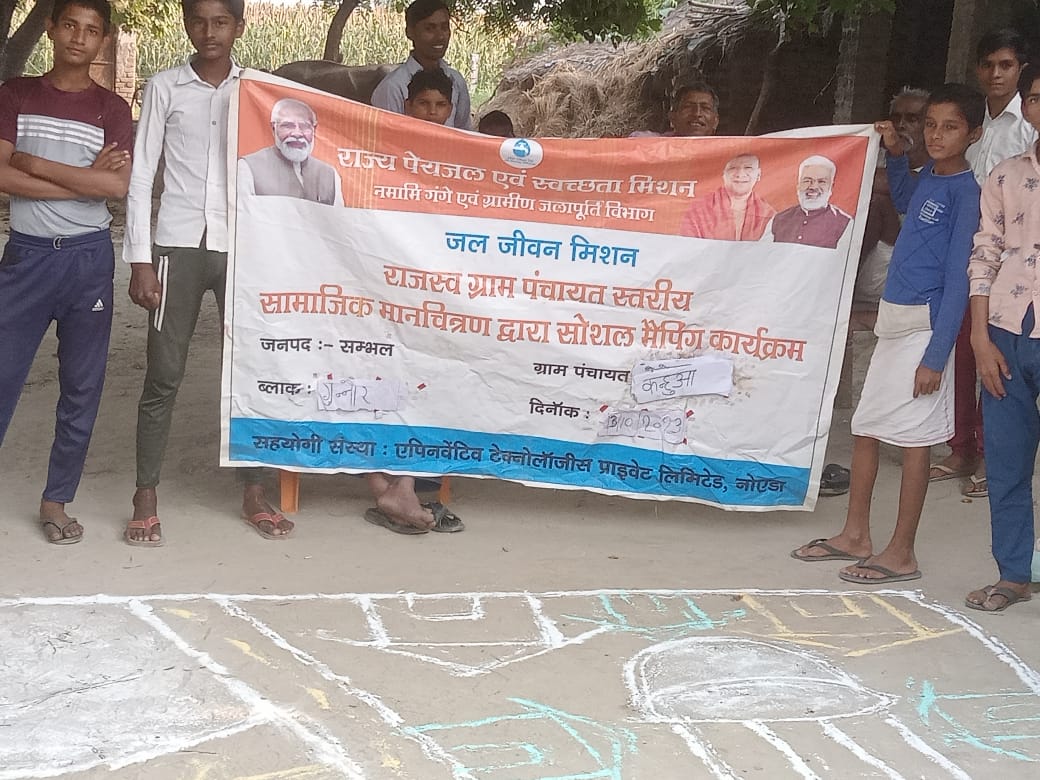 राज्य पेयजल एवं स्वच्छता मिशन
नमामि गंगे एवं ग्रामीण जलापूर्ति विभाग
जल जीवन मिशन
राजस्व ग्राम पंचायत स्तरीय
सामाजिक मानचित्रण द्वारा सोशल मैपिंग कार्यक्रम
जनपद :- सम्भल
ग्राम पंचायत कैन्हुआ
ब्लाक : गुन्नौर
दिनाँक :
सहयोगी संस्था : एपिनवेंटिव टेक्नोलॉजीस प्राइवेट लिमिटेड, नोएडा